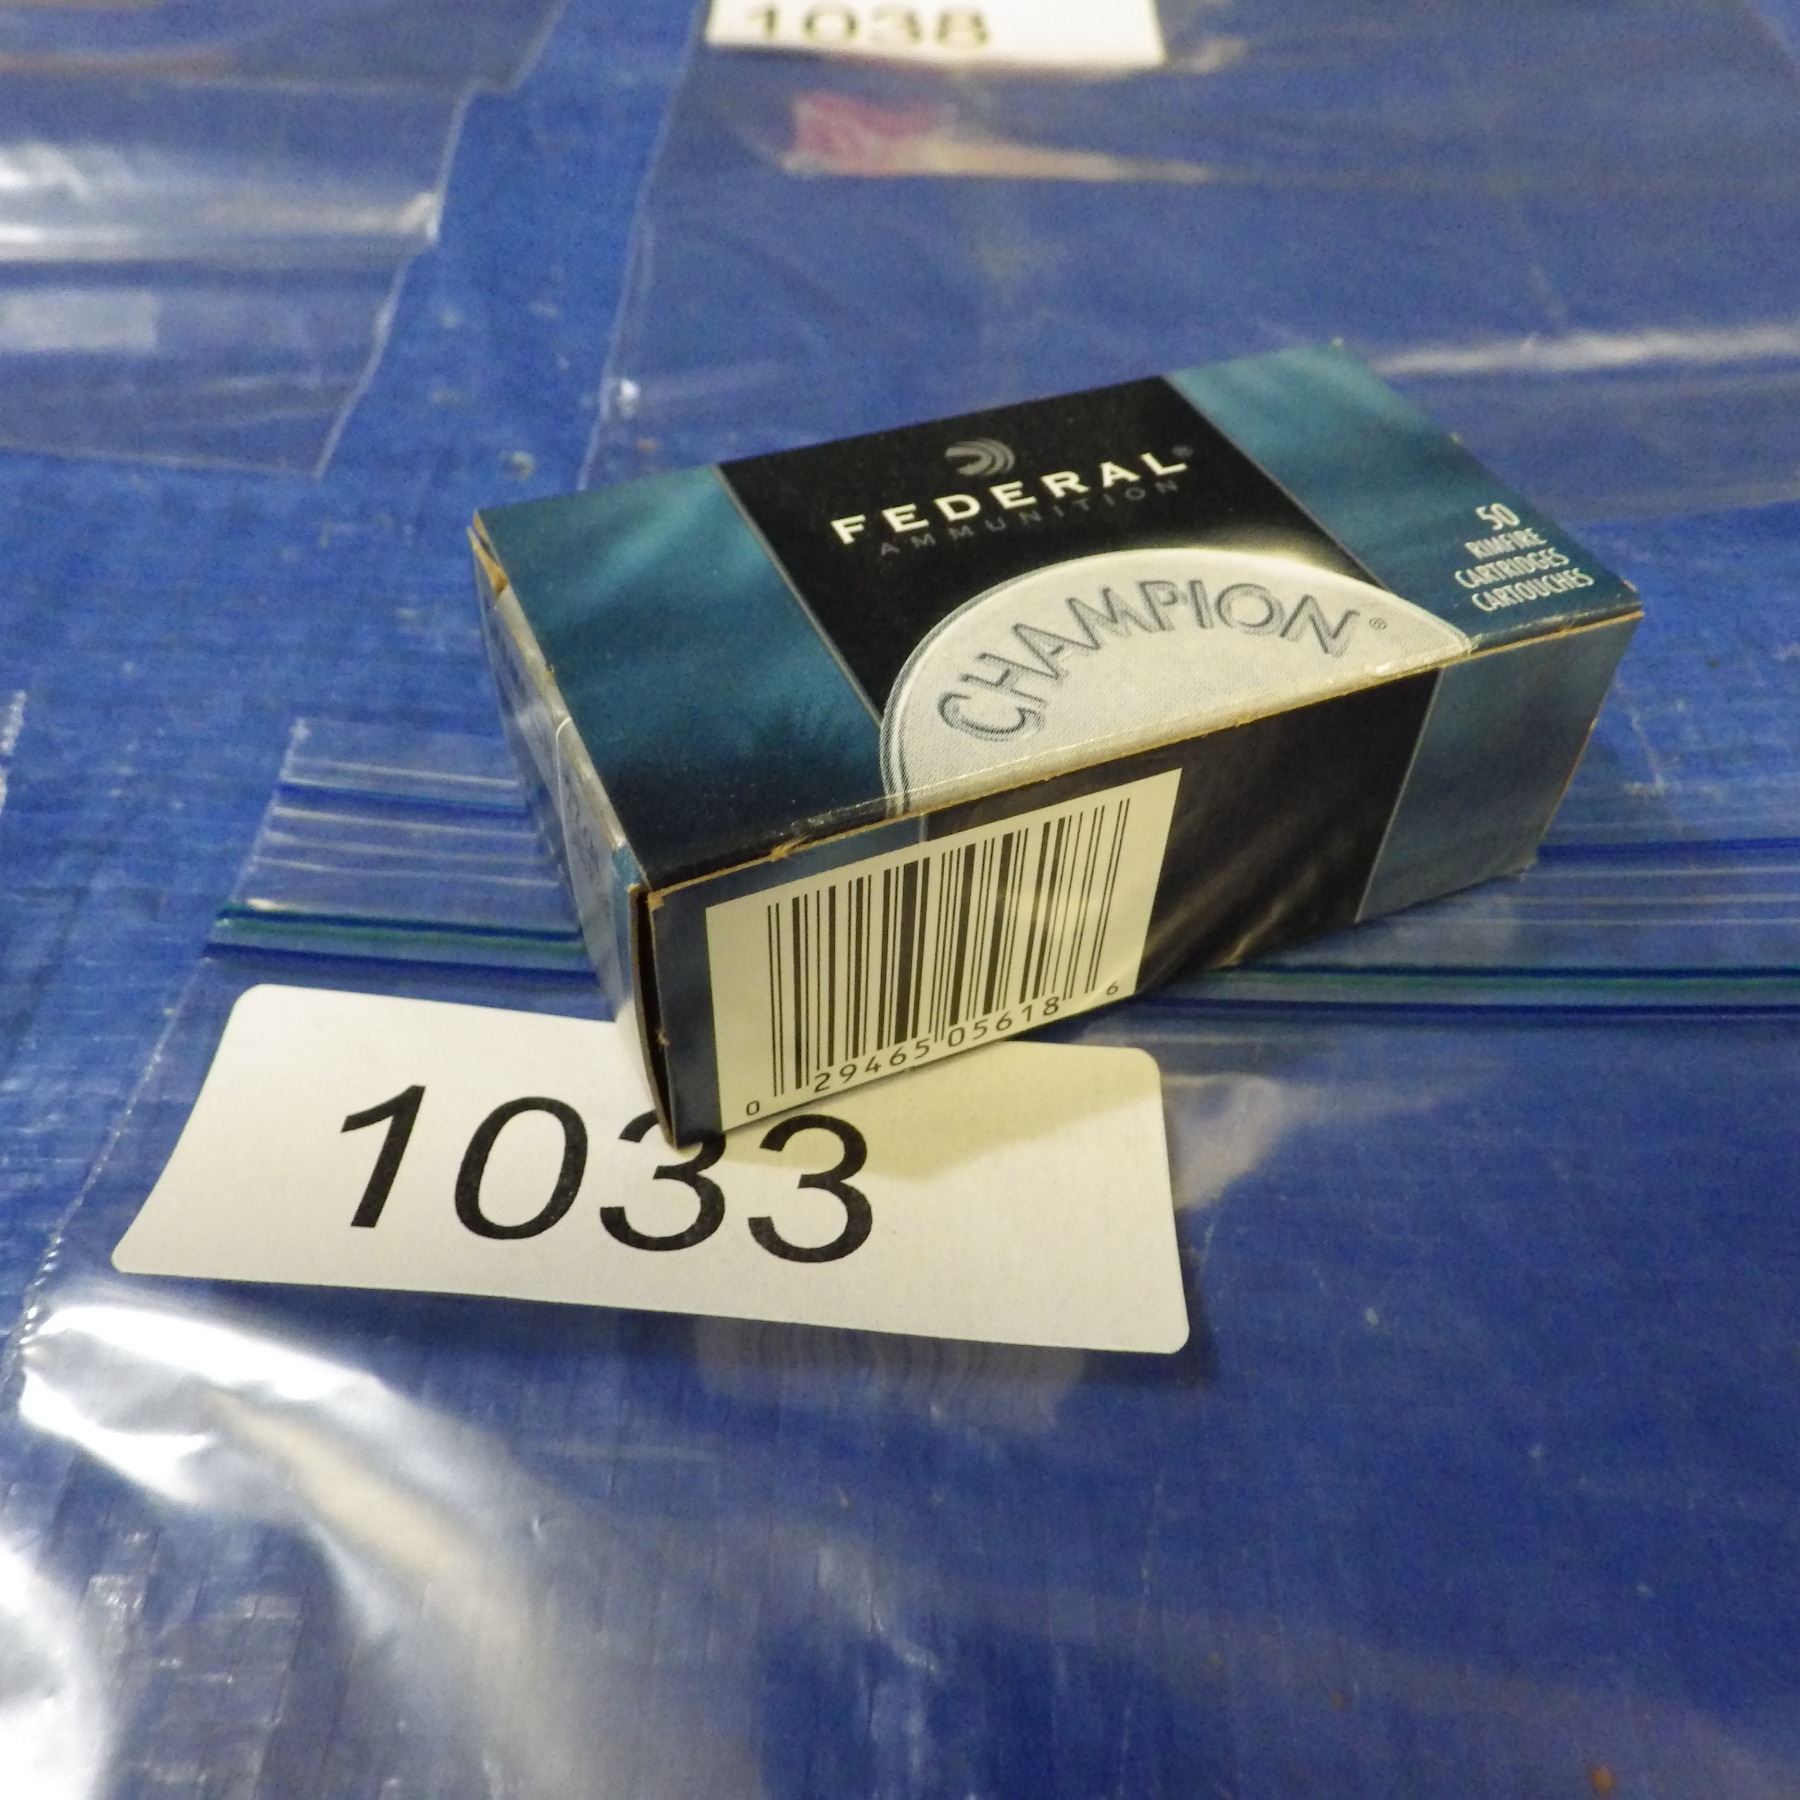 1038
FEDERAL®
AMMUNITION
CHAMPION®
50
RIMFIRE
CARTRIDGES
CARTOUCHES
0 29465 05618 6
1033